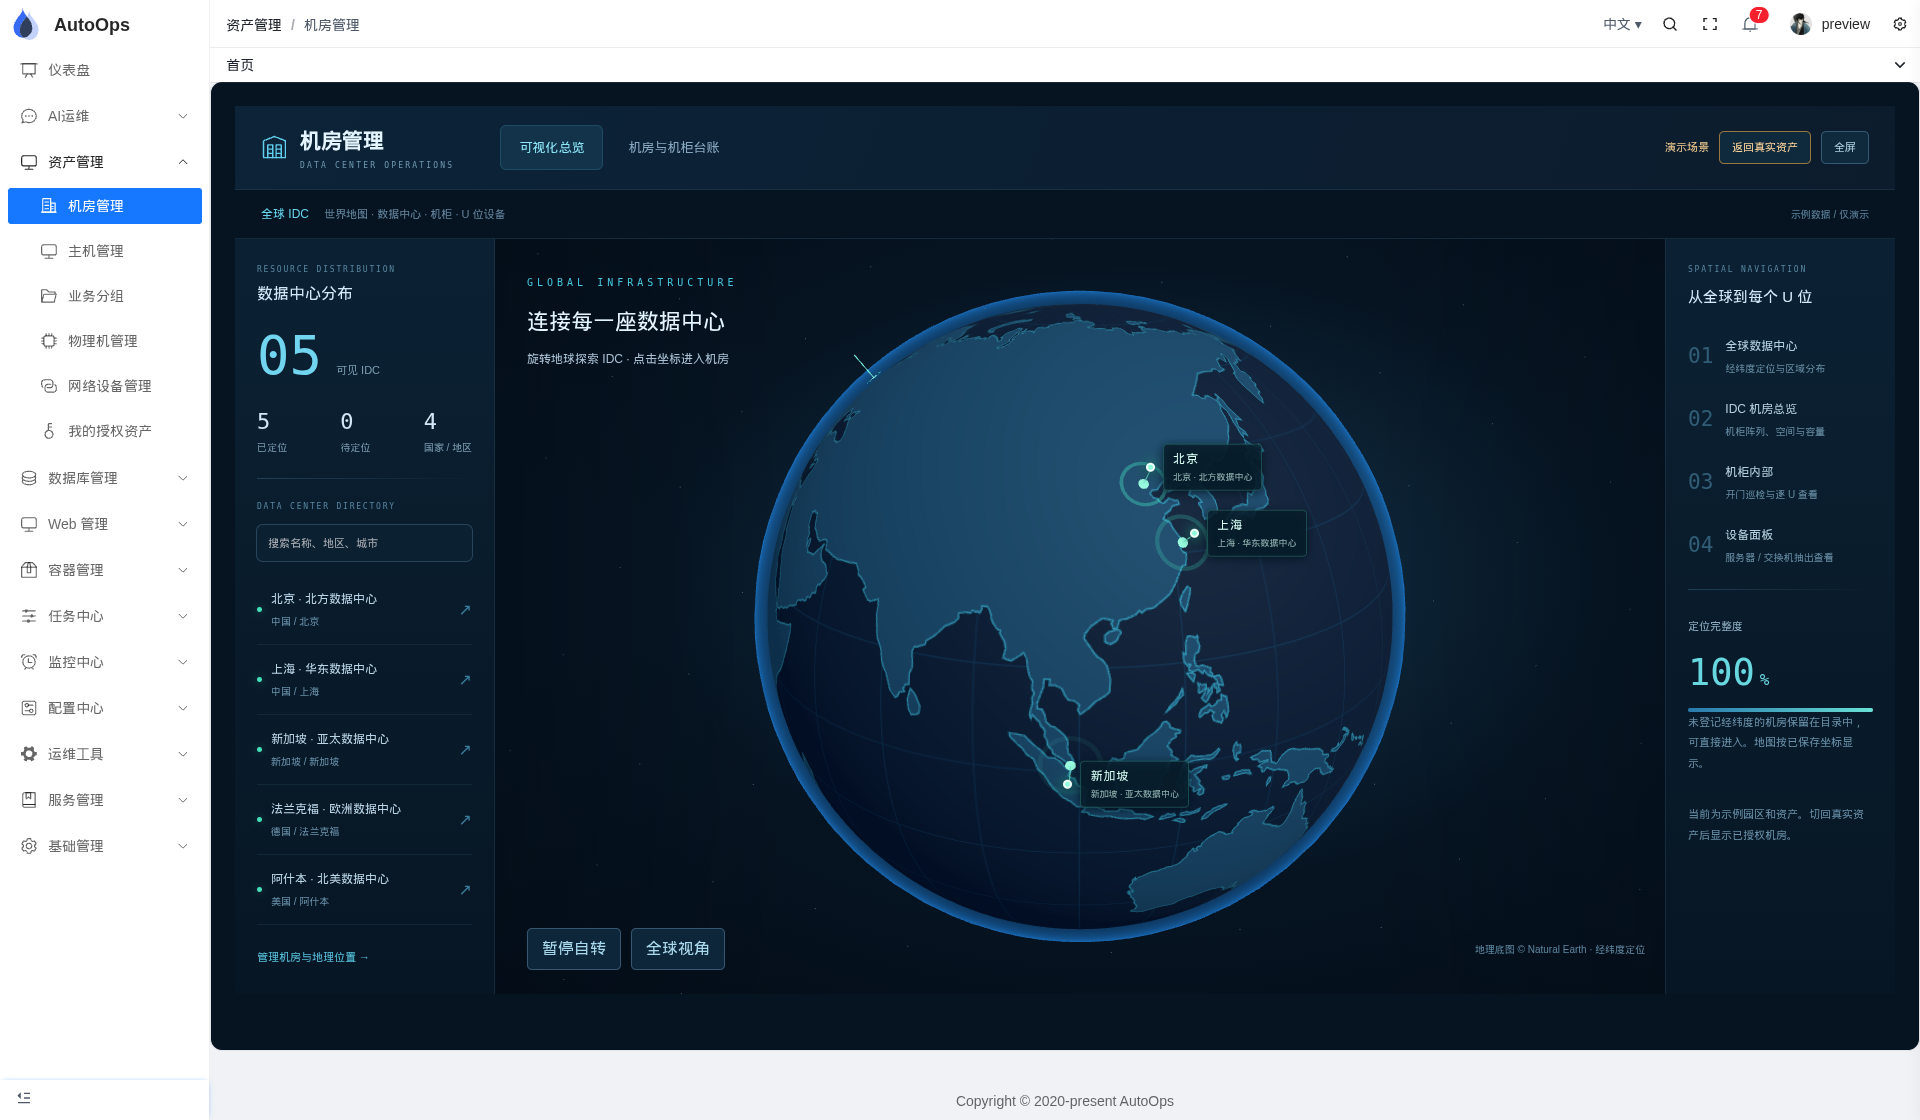 AutoOps
仪表盘
AI运维
资产管理
机房管理
主机管理
业务分组
物理机管理
网络设备管理
我的授权资产
数据库管理
Web 管理
容器管理
任务中心
监控中心
配置中心
运维工具
服务管理
基础管理
资产管理 / 机房管理
中文 ▾
7
preview
首页
机房管理
DATA CENTER OPERATIONS
可视化总览
机房与机柜台账
演示场景
返回真实资产
全屏
全球 IDC
世界地图 · 数据中心 · 机柜 · U 位设备
示例数据 / 仅演示
RESOURCE DISTRIBUTION
数据中心分布
05 可见 IDC
5
已定位
0
待定位
4
国家 / 地区
DATA CENTER DIRECTORY
搜索名称、地区、城市
北京 · 北方数据中心
中国 / 北京
上海 · 华东数据中心
中国 / 上海
新加坡 · 亚太数据中心
新加坡 / 新加坡
法兰克福 · 欧洲数据中心
德国 / 法兰克福
阿什本 · 北美数据中心
美国 / 阿什本
管理机房与地理位置 →
GLOBAL INFRASTRUCTURE
连接每一座数据中心
旋转地球探索 IDC · 点击坐标进入机房
北京
北京 · 北方数据中心
上海
上海 · 华东数据中心
新加坡
新加坡 · 亚太数据中心
暂停自转
全球视角
地理底图 © Natural Earth · 经纬度定位
SPATIAL NAVIGATION
从全球到每个 U 位
01
全球数据中心
经纬度定位与区域分布
02
IDC 机房总览
机柜阵列、空间与容量
03
机柜内部
开门巡检与逐 U 查看
04
设备面板
服务器 / 交换机抽出查看
定位完整度
100 %
未登记经纬度的机房保留在目录中，
可直接进入。地图按已保存坐标显
示。
当前为示例园区和资产。切回真实资
产后显示已授权机房。
Copyright © 2020-present AutoOps